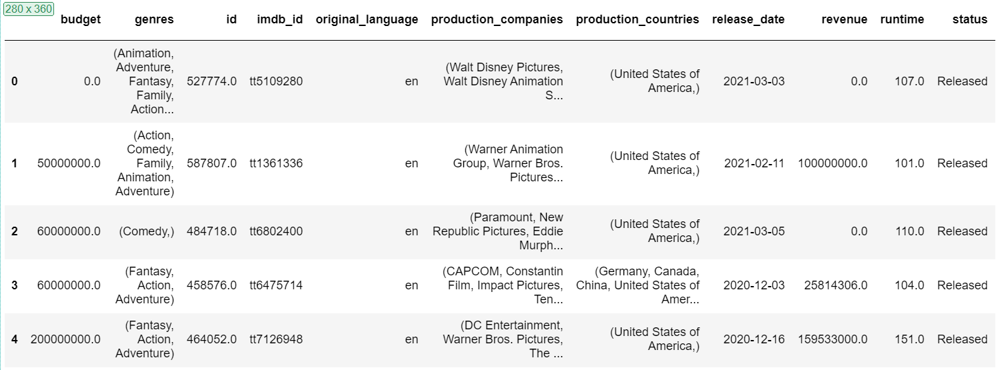 280 x 360
budget genres id imdb_id original_language production_companies production_countries release_date revenue runtime status
0 0.0 (Animation, Adventure, Fantasy, Family, Action... 527774.0 tt5109280 en (Walt Disney Pictures, Walt Disney Animation S... (United States of America,) 2021-03-03 0.0 107.0 Released
1 50000000.0 (Action, Comedy, Family, Animation, Adventure) 587807.0 tt1361336 en (Warner Animation Group, Warner Bros. Pictures... (United States of America,) 2021-02-11 100000000.0 101.0 Released
2 60000000.0 (Comedy,) 484718.0 tt6802400 en (Paramount, New Republic Pictures, Eddie Murph... (United States of America,) 2021-03-05 0.0 110.0 Released
3 60000000.0 (Fantasy, Action, Adventure) 458576.0 tt6475714 en (CAPCOM, Constantin Film, Impact Pictures, Ten... (Germany, Canada, China, United States of Amer... 2020-12-03 25814306.0 104.0 Released
4 200000000.0 (Fantasy, Action, Adventure) 464052.0 tt7126948 en (DC Entertainment, Warner Bros. Pictures, The ... (United States of America,) 2020-12-16 159533000.0 151.0 Released